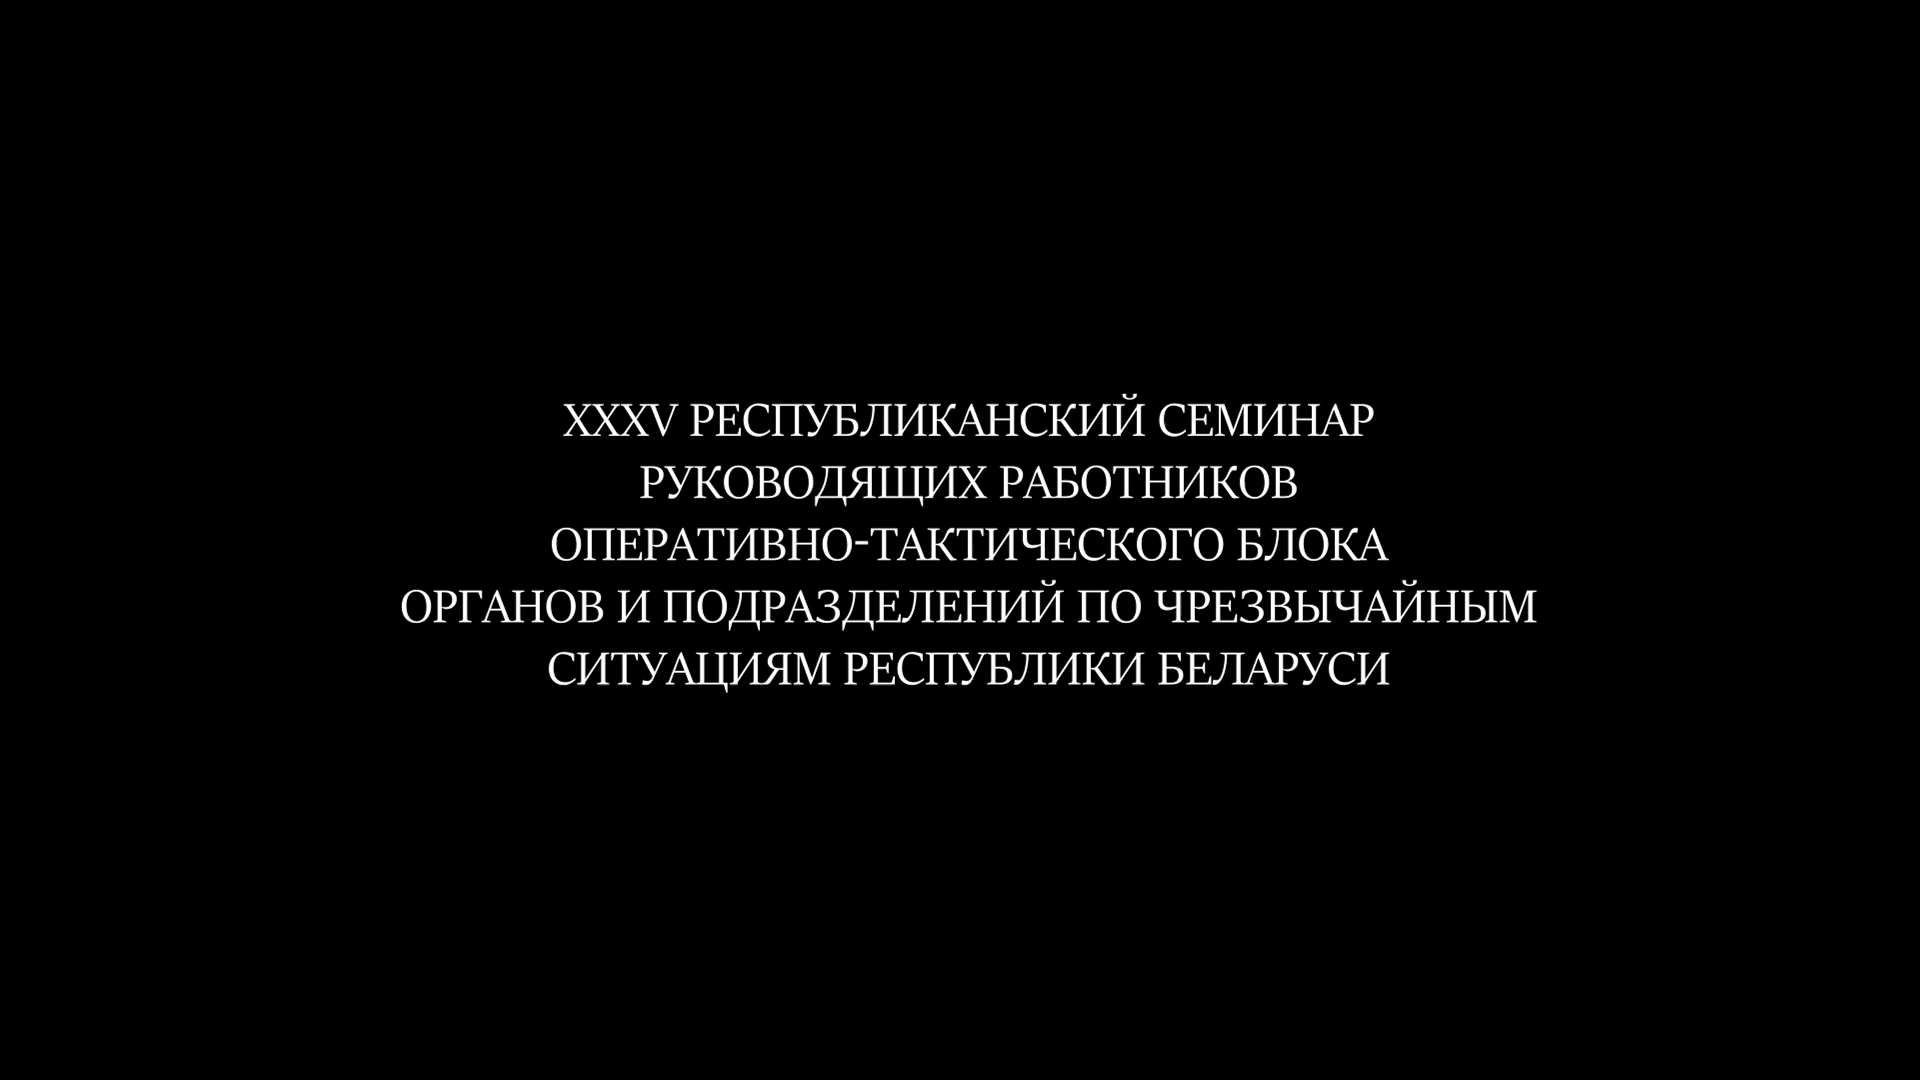 XXXV РЕСПУБЛИКАНСКИЙ СЕМИНАР
РУКОВОДЯЩИХ РАБОТНИКОВ
ОПЕРАТИВНО-ТАКТИЧЕСКОГО БЛОКА
ОРГАНОВ И ПОДРАЗДЕЛЕНИЙ ПО ЧРЕЗВЫЧАЙНЫМ
СИТУАЦИЯМ РЕСПУБЛИКИ БЕЛАРУСИ